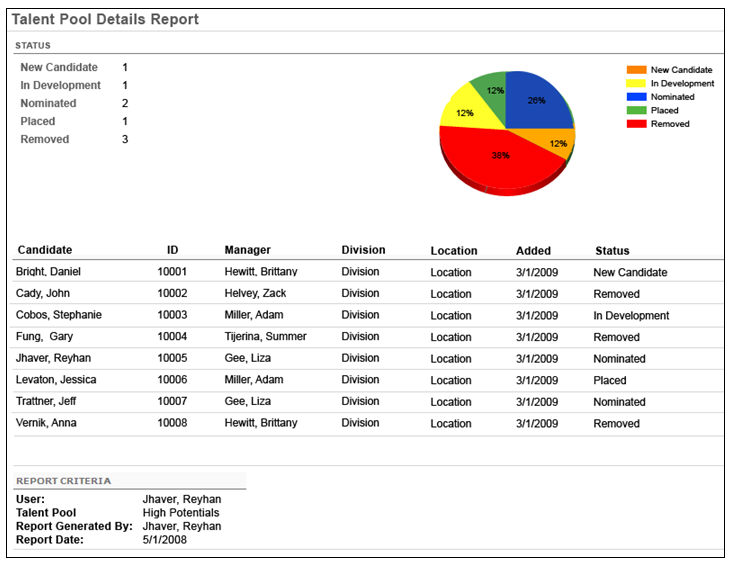 Talent Pool Details Report
STATUS
New Candidate 1
In Development 1
Nominated 2
Placed 1
Removed 3
12%
26%
12%
12%
38%
New Candidate
In Development
Nominated
Placed
Removed
Candidate ID Manager Division Location Added Status
Bright, Daniel 10001 Hewitt, Brittany Division Location 3/1/2009 New Candidate
Cady, John 10002 Helvey, Zack Division Location 3/1/2009 Removed
Cobos, Stephanie 10003 Miller, Adam Division Location 3/1/2009 In Development
Fung, Gary 10004 Tijerina, Summer Division Location 3/1/2009 Removed
Jhaver, Reyhan 10005 Gee, Liza Division Location 3/1/2009 Nominated
Levaton, Jessica 10006 Miller, Adam Division Location 3/1/2009 Placed
Trattner, Jeff 10007 Gee, Liza Division Location 3/1/2009 Nominated
Vernik, Anna 10008 Hewitt, Brittany Division Location 3/1/2009 Removed
REPORT CRITERIA
User: Jhaver, Reyhan
Talent Pool High Potentials
Report Generated By: Jhaver, Reyhan
Report Date: 5/1/2008